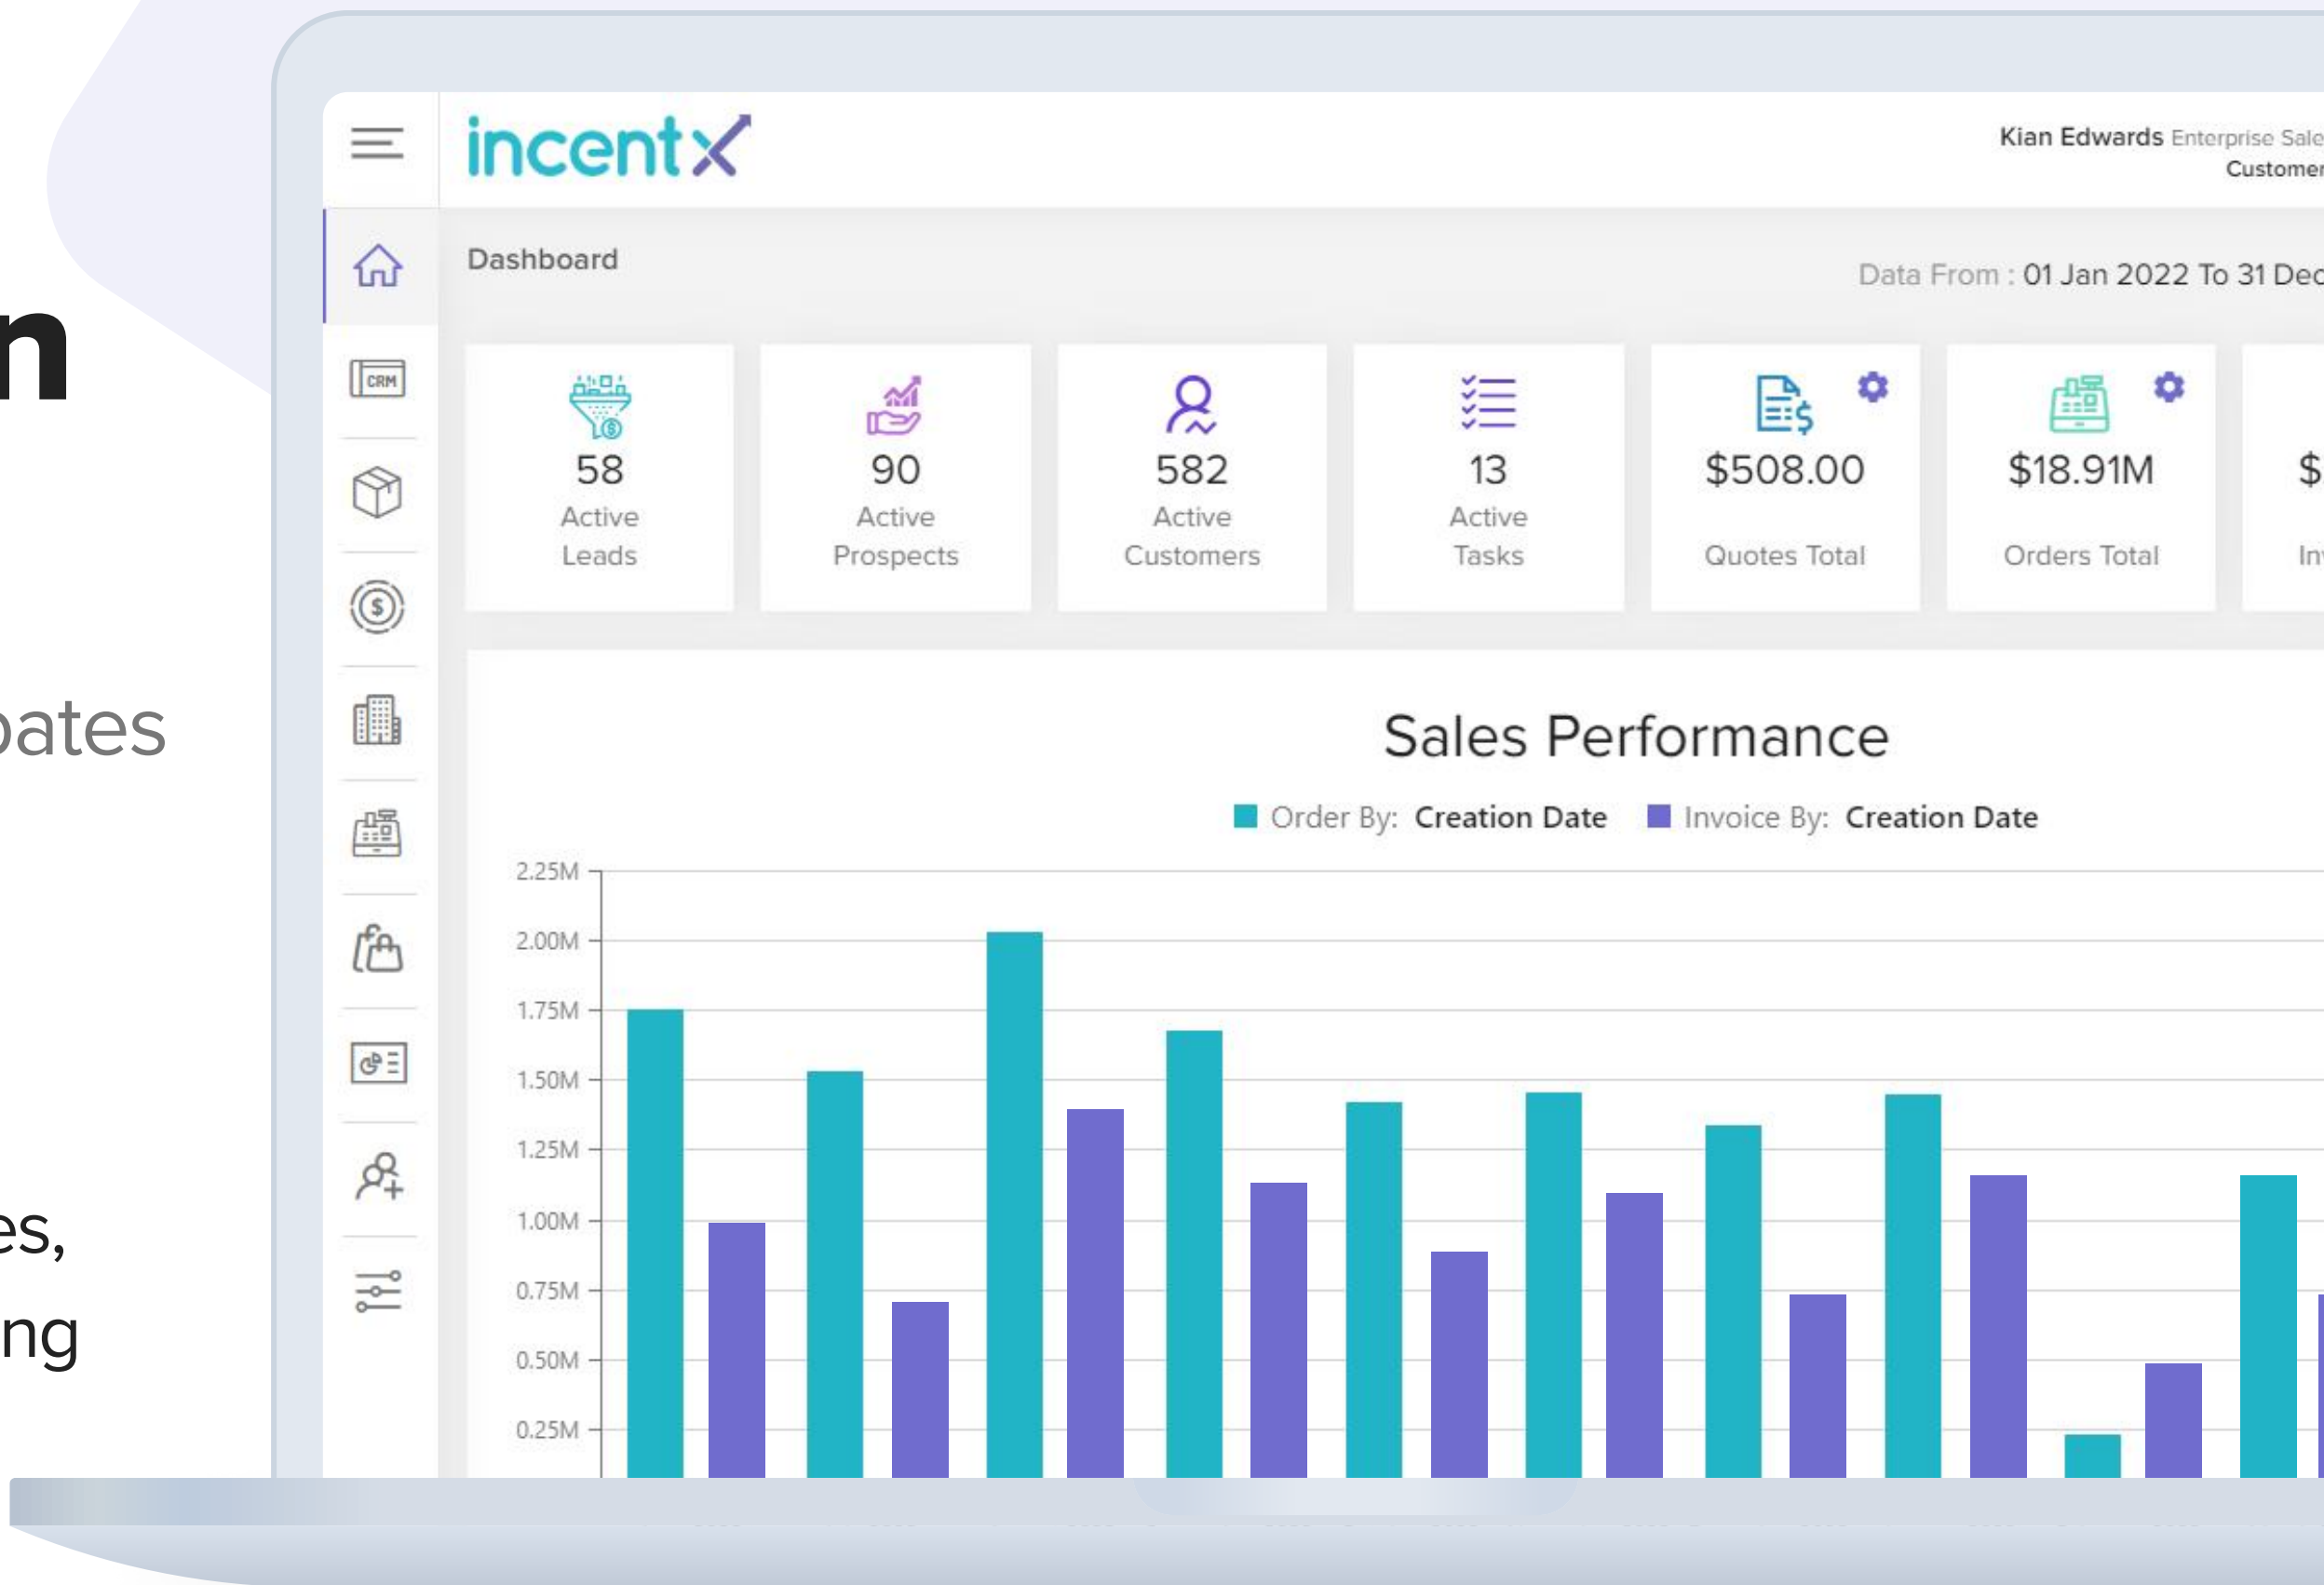 n
es,
ng
incentx
Kian Edwards Enterprise Sale
Customer
Dashboard
Data From : 01 Jan 2022 To 31 Dec
CRM
58
Active
Leads
90
Active
Prospects
582
Active
Customers
13
Active
Tasks
$508.00
Quotes Total
$18.91M
Orders Total
$
Sales Performance
Order By: Creation Date Invoice By: Creation Date
2.25M
2.00M
1.75M
1.50M
1.25M
1.00M
0.75M
0.50M
0.25M